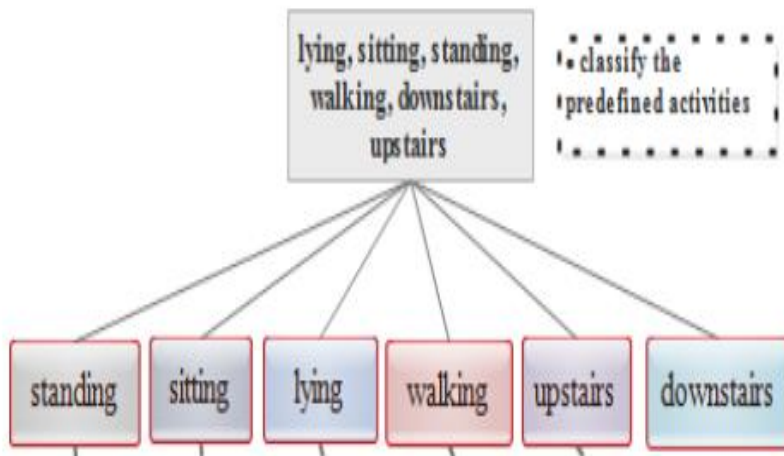 lying, sitting, standing,
walking, downstairs,
upstairs
• classify the
predefined activities
standing
sitting
lying
walking
upstairs
downstairs